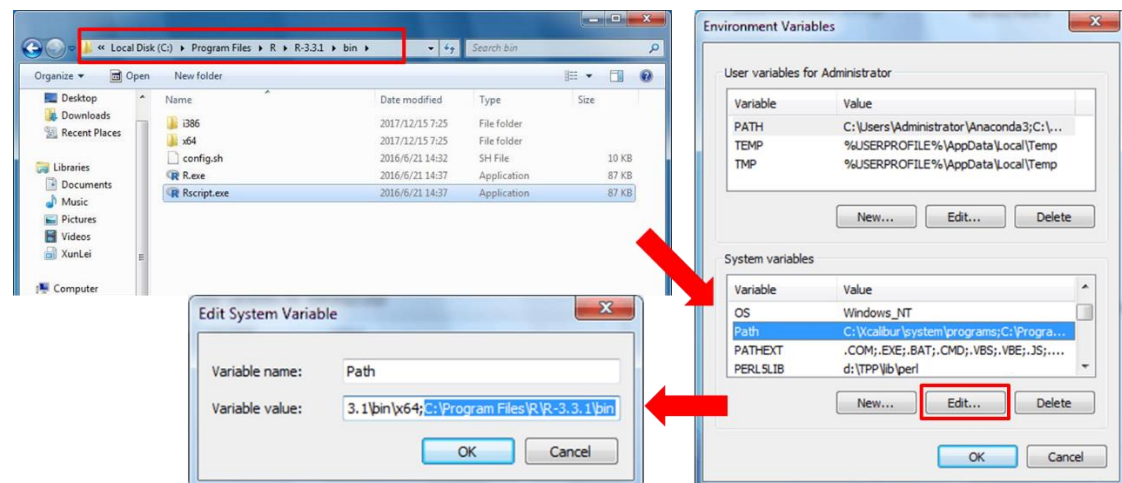 « Local Disk (C:) ▸ Program Files ▸ R ▸ R-3.3.1 ▸ bin ▸
Search bin
Organize Open New folder
Name Date modified Type Size
Desktop
Downloads
Recent Places
Libraries
Documents
Music
Pictures
Videos
XunLei
Computer
i386 2017/12/15 7:25 File folder
x64 2017/12/15 7:25 File folder
config.sh 2016/6/21 14:32 SH File 10 KB
R.exe 2016/6/21 14:37 Application 87 KB
Rscript.exe 2016/6/21 14:37 Application 87 KB
Environment Variables
User variables for Administrator
Variable Value
PATH C:\Users\Administrator\Anaconda3;C:\...
TEMP %USERPROFILE%\AppData\Local\Temp
TMP %USERPROFILE%\AppData\Local\Temp
New... Edit... Delete
System variables
Variable Value
OS Windows_NT
Path C:\Xcalibur\system\programs;C:\Progra...
PATHEXT .COM;.EXE;.BAT;.CMD;.VBS;.VBE;.JS;....
PERL5LIB d:\TPP\lib\perl
New... Edit... Delete
OK Cancel
Edit System Variable
Variable name: Path
Variable value: 3.1\bin\x64;C:\Program Files\R\R-3.3.1\bin
OK Cancel